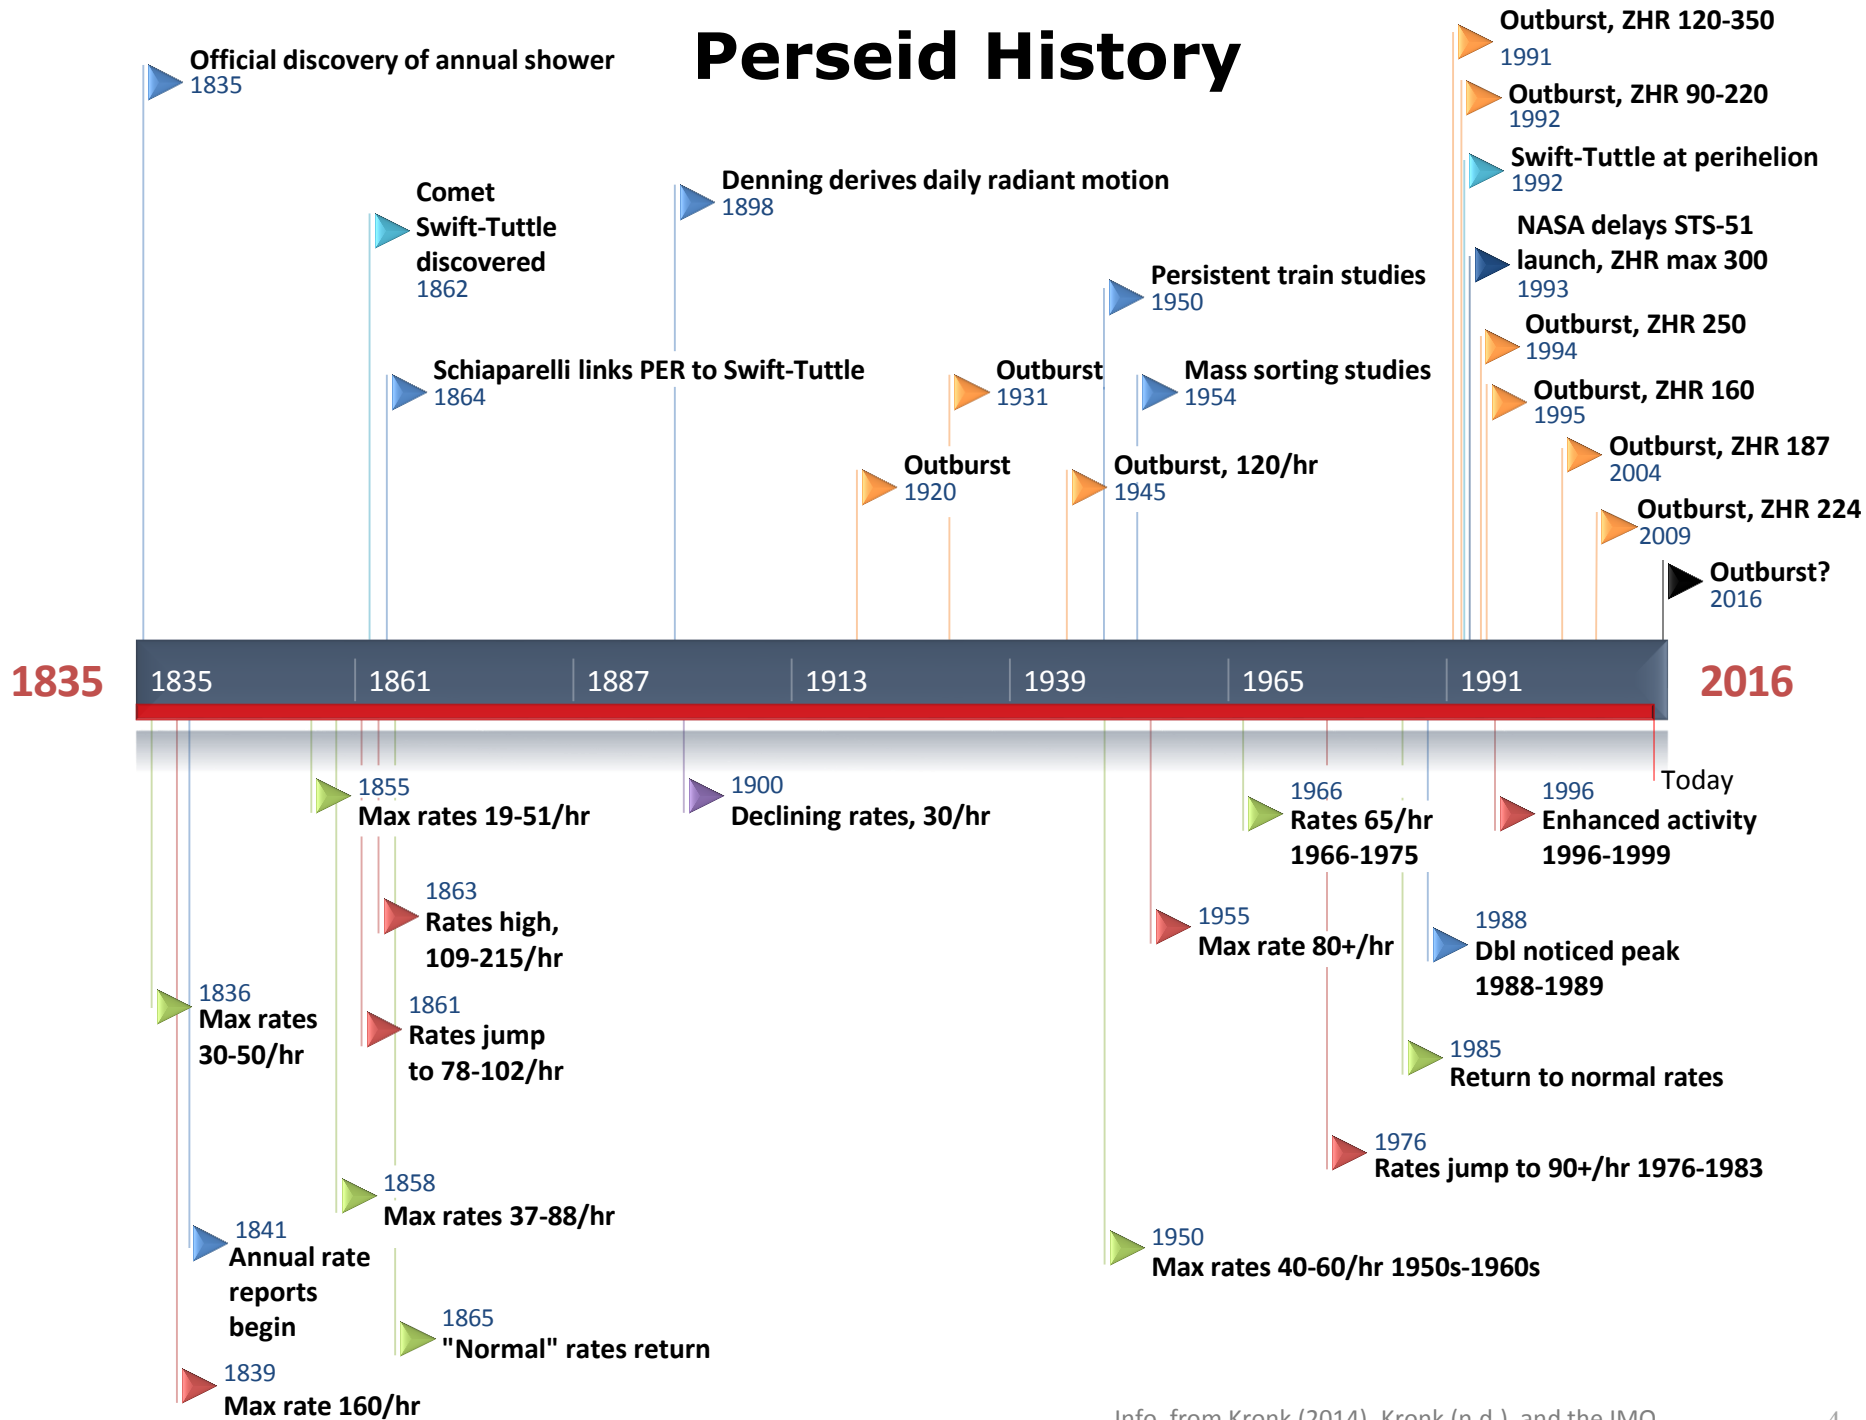 Perseid History
Official discovery of annual shower
1835
Comet
Swift-Tuttle
discovered
1862
Schiaparelli links PER to Swift-Tuttle
1864
Denning derives daily radiant motion
1898
Outburst
1920
Outburst
1931
Outburst, 120/hr
1945
Persistent train studies
1950
Mass sorting studies
1954
Outburst, ZHR 120-350
1991
Outburst, ZHR 90-220
1992
Swift-Tuttle at perihelion
1992
NASA delays STS-51
launch, ZHR max 300
1993
Outburst, ZHR 250
1994
Outburst, ZHR 160
1995
Outburst, ZHR 187
2004
Outburst, ZHR 224
2009
Outburst?
2016
1835
1835
1861
1887
1913
1939
1965
1991
2016
Today
1836
Max rates
30-50/hr
1839
Max rate 160/hr
1841
Annual rate
reports
begin
1855
Max rates 19-51/hr
1858
Max rates 37-88/hr
1861
Rates jump
to 78-102/hr
1863
Rates high,
109-215/hr
1865
"Normal" rates return
1900
Declining rates, 30/hr
1950
Max rates 40-60/hr 1950s-1960s
1955
Max rate 80+/hr
1966
Rates 65/hr
1966-1975
1976
Rates jump to 90+/hr 1976-1983
1985
Return to normal rates
1988
Dbl noticed peak
1988-1989
1996
Enhanced activity
1996-1999
Info. from Kronk (2014), Kronk (n.d.), and the IMO
4